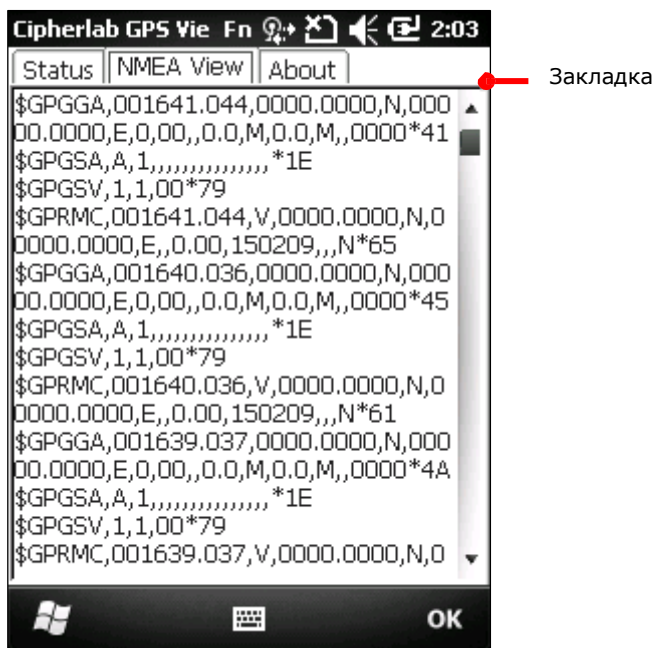 Cipherlab GPS Vie Fn 2:03
Status NMEA View About
Закладка
$GPGGA,001641.044,0000.0000,N,000
00.0000,E,0,00,,0.0,M,0.0,M,,0000*41
$GPGSA,A,1,,,,,,,,,,,,,,,*1E
$GPGSV,1,1,00*79
$GPRMC,001641.044,V,0000.0000,N,0
0000.0000,E,,0.00,150209,,,N*65
$GPGGA,001640.036,0000.0000,N,000
00.0000,E,0,00,,0.0,M,0.0,M,,0000*45
$GPGSA,A,1,,,,,,,,,,,,,,,*1E
$GPGSV,1,1,00*79
$GPRMC,001640.036,V,0000.0000,N,0
0000.0000,E,,0.00,150209,,,N*61
$GPGGA,001639.037,0000.0000,N,000
00.0000,E,0,00,,0.0,M,0.0,M,,0000*4A
$GPGSA,A,1,,,,,,,,,,,,,,,*1E
$GPGSV,1,1,00*79
$GPRMC,001639.037,V,0000.0000,N,0
OK